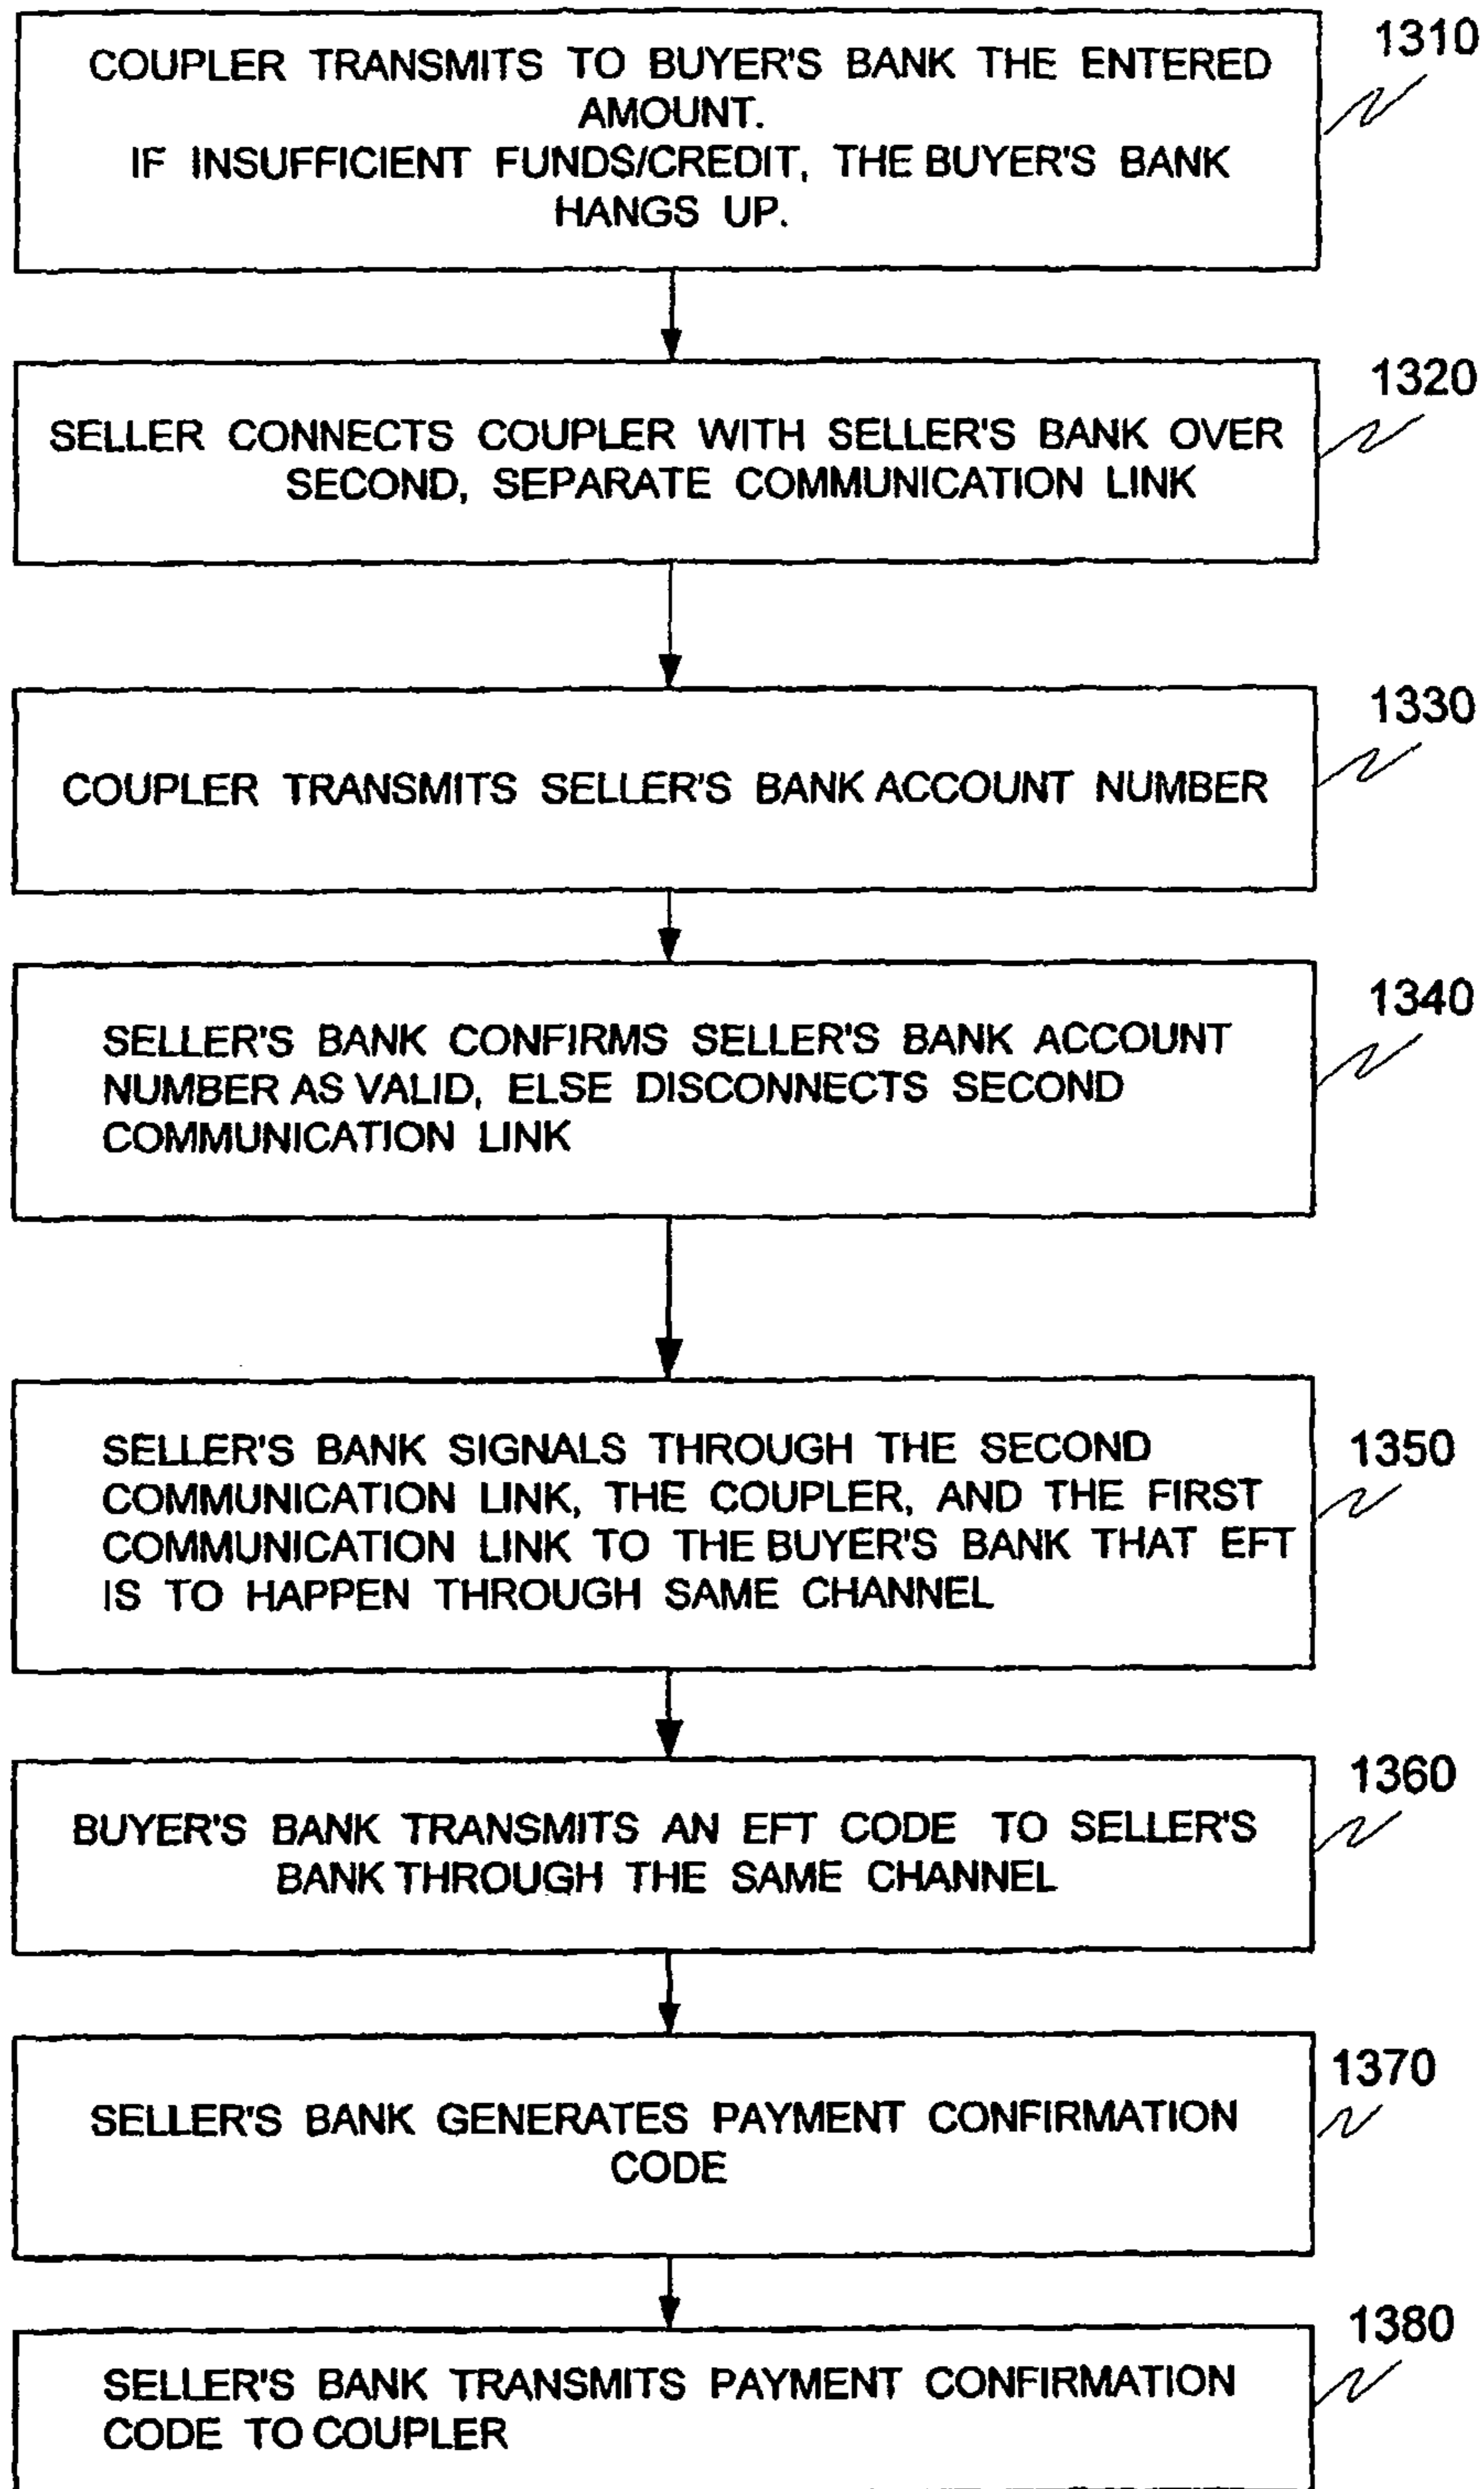 1310
COUPLER TRANSMITS TO BUYER'S BANK THE ENTERED
AMOUNT.
IF INSUFFICIENT FUNDS/CREDIT, THE BUYER'S BANK
HANGS UP.
1320
SELLER CONNECTS COUPLER WITH SELLER'S BANK OVER
SECOND, SEPARATE COMMUNICATION LINK
1330
COUPLER TRANSMITS SELLER'S BANK ACCOUNT NUMBER
1340
SELLER'S BANK CONFIRMS SELLER'S BANK ACCOUNT
NUMBER AS VALID, ELSE DISCONNECTS SECOND
COMMUNICATION LINK
1350
SELLER'S BANK SIGNALS THROUGH THE SECOND
COMMUNICATION LINK, THE COUPLER, AND THE FIRST
COMMUNICATION LINK TO THE BUYER'S BANK THAT EFT
IS TO HAPPEN THROUGH SAME CHANNEL
1360
BUYER'S BANK TRANSMITS AN EFT CODE TO SELLER'S
BANK THROUGH THE SAME CHANNEL
1370
SELLER'S BANK GENERATES PAYMENT CONFIRMATION
CODE
1380
SELLER'S BANK TRANSMITS PAYMENT CONFIRMATION
CODE TO COUPLER